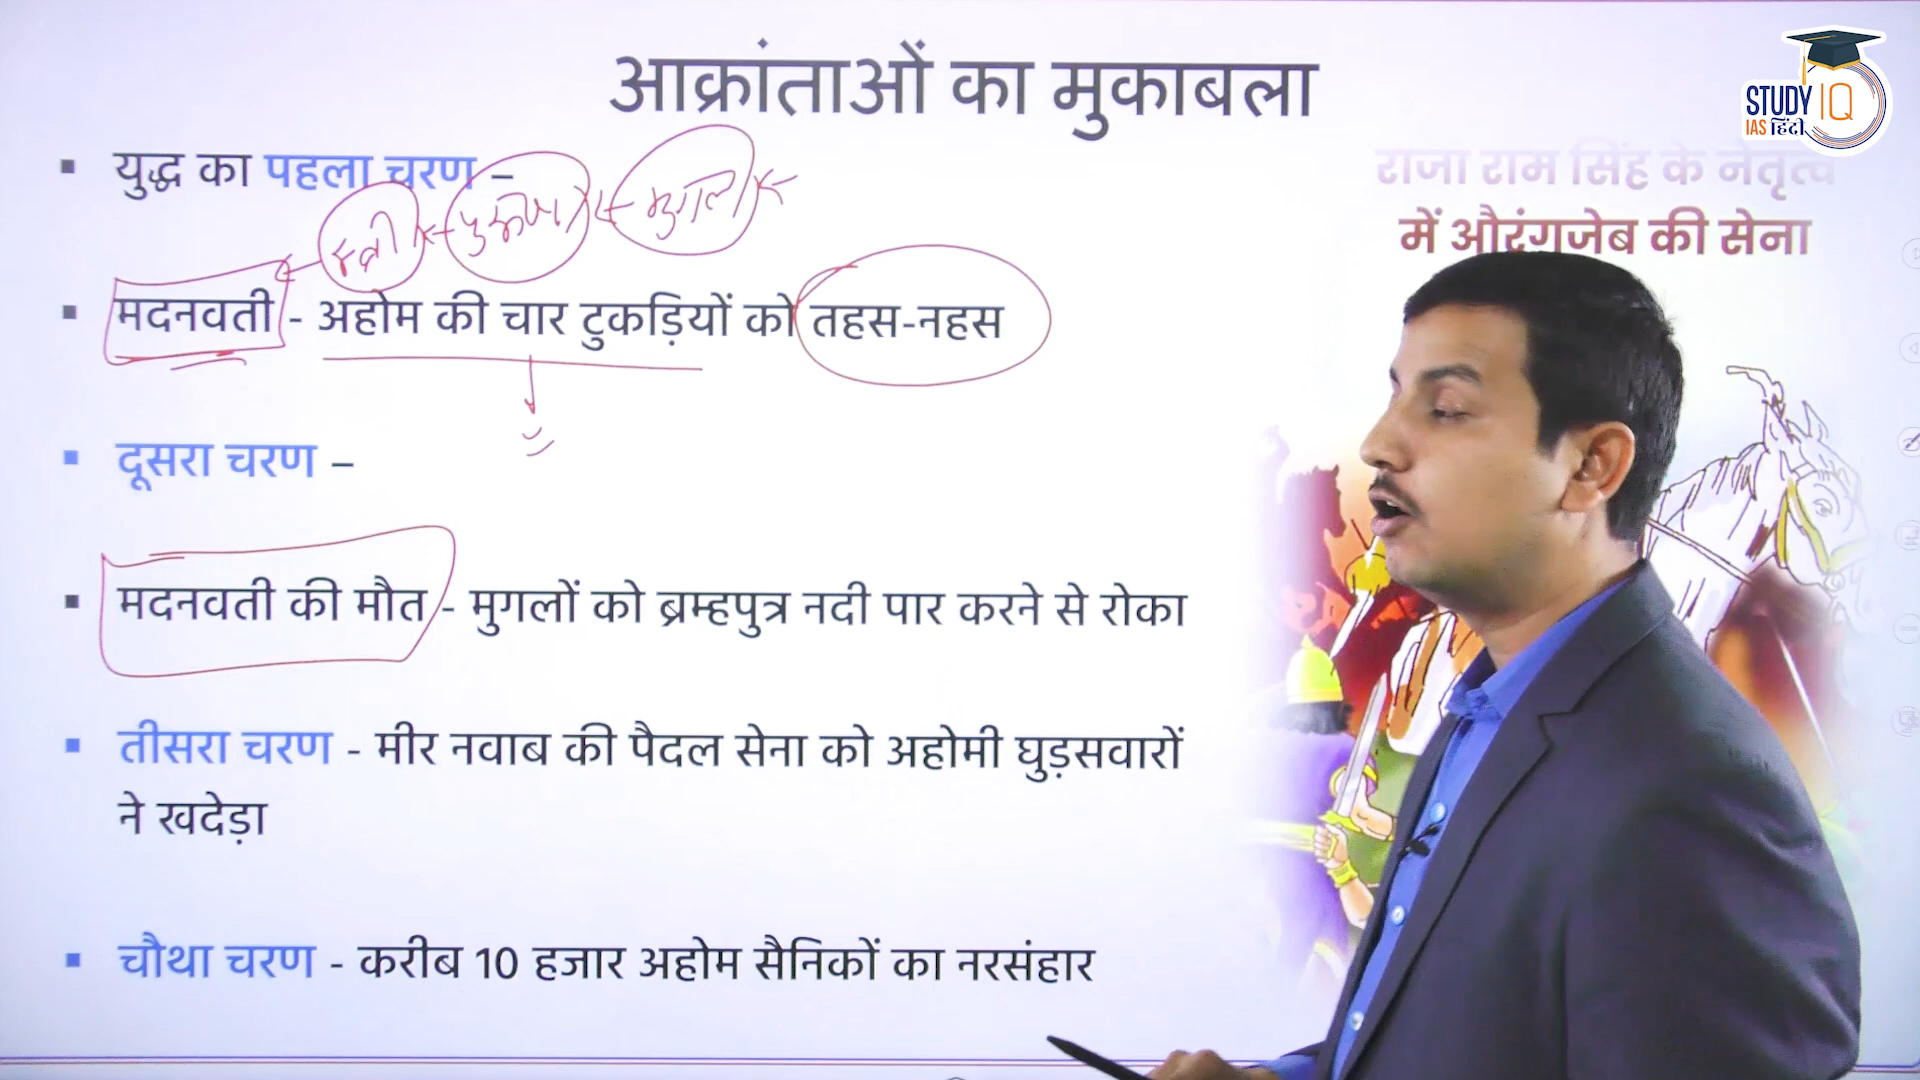 आक्रांताओं का मुकाबला
STUDY IQ
IAS हिंदी
युद्ध का पहला चरण –
स्त्री पुरुष मुगल
राजा राम सिंह के नेतृत्व
में औरंगजेब की सेना
मदनवती - अहोम की चार टुकड़ियों को तहस-नहस
दूसरा चरण –
मदनवती की मौत - मुगलों को ब्रम्हपुत्र नदी पार करने से रोका
तीसरा चरण - मीर नवाब की पैदल सेना को अहोमी घुड़सवारों
ने खदेड़ा
चौथा चरण - करीब 10 हजार अहोम सैनिकों का नरसंहार